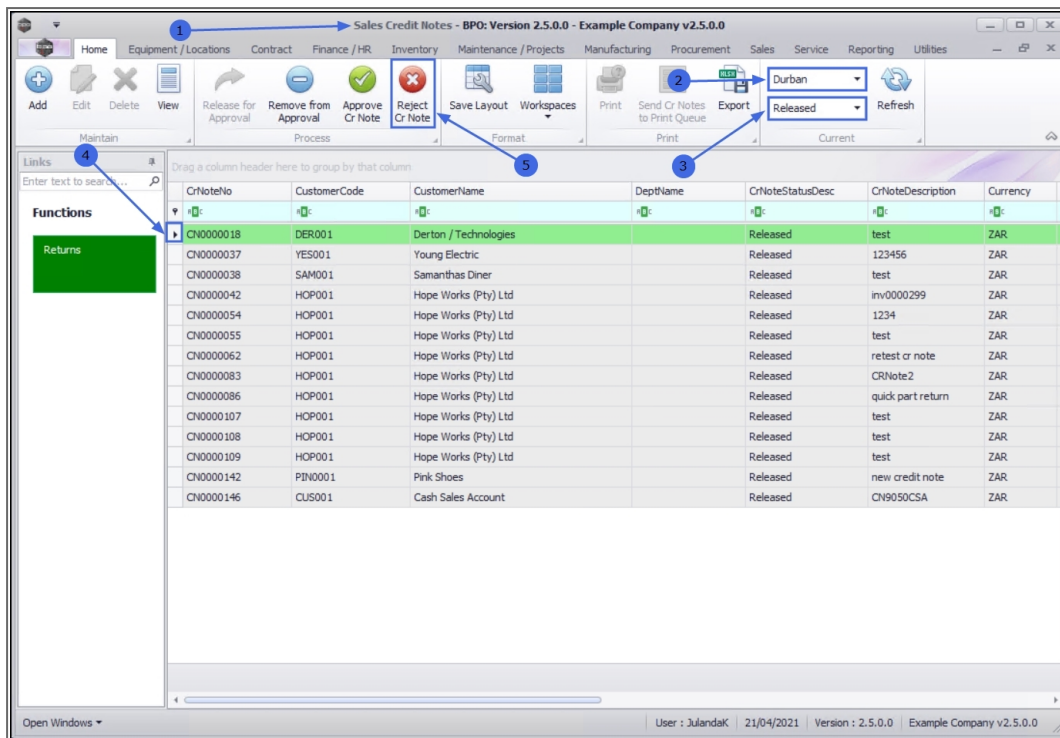 1
Sales Credit Notes - BPO: Version 2.5.0.0 - Example Company v2.5.0.0
Home Equipment / Locations Contract Finance / HR Inventory Maintenance / Projects Manufacturing Procurement Sales Service Reporting Utilities
Add Edit Delete View
Maintain
Release for Approval Remove from Approval Approve Cr Note Reject Cr Note
Process
Save Layout Workspaces
Format
Print Send Cr Notes to Print Queue Export
Print
2
Durban
3
Released
Refresh
Current
4
5
Links
Enter text to search...
Functions
Returns
Drag a column header here to group by that column
CrNoteNo CustomerCode CustomerName DeptName CrNoteStatusDesc CrNoteDescription Currency
CN0000018 DER001 Derton / Technologies Released test ZAR
CN0000037 YES001 Young Electric Released 123456 ZAR
CN0000038 SAM001 Samanthas Diner Released test ZAR
CN0000042 HOP001 Hope Works (Pty) Ltd Released inv0000299 ZAR
CN0000054 HOP001 Hope Works (Pty) Ltd Released 1234 ZAR
CN0000055 HOP001 Hope Works (Pty) Ltd Released test ZAR
CN0000062 HOP001 Hope Works (Pty) Ltd Released retest cr note ZAR
CN0000083 HOP001 Hope Works (Pty) Ltd Released CRNote2 ZAR
CN0000086 HOP001 Hope Works (Pty) Ltd Released quick part return ZAR
CN0000107 HOP001 Hope Works (Pty) Ltd Released test ZAR
CN0000108 HOP001 Hope Works (Pty) Ltd Released test ZAR
CN0000109 HOP001 Hope Works (Pty) Ltd Released test ZAR
CN0000142 PIN0001 Pink Shoes Released new credit note ZAR
CN0000146 CUS001 Cash Sales Account Released CN9050CSA ZAR
Open Windows User : JulandaK 21/04/2021 Version : 2.5.0.0 Example Company v2.5.0.0